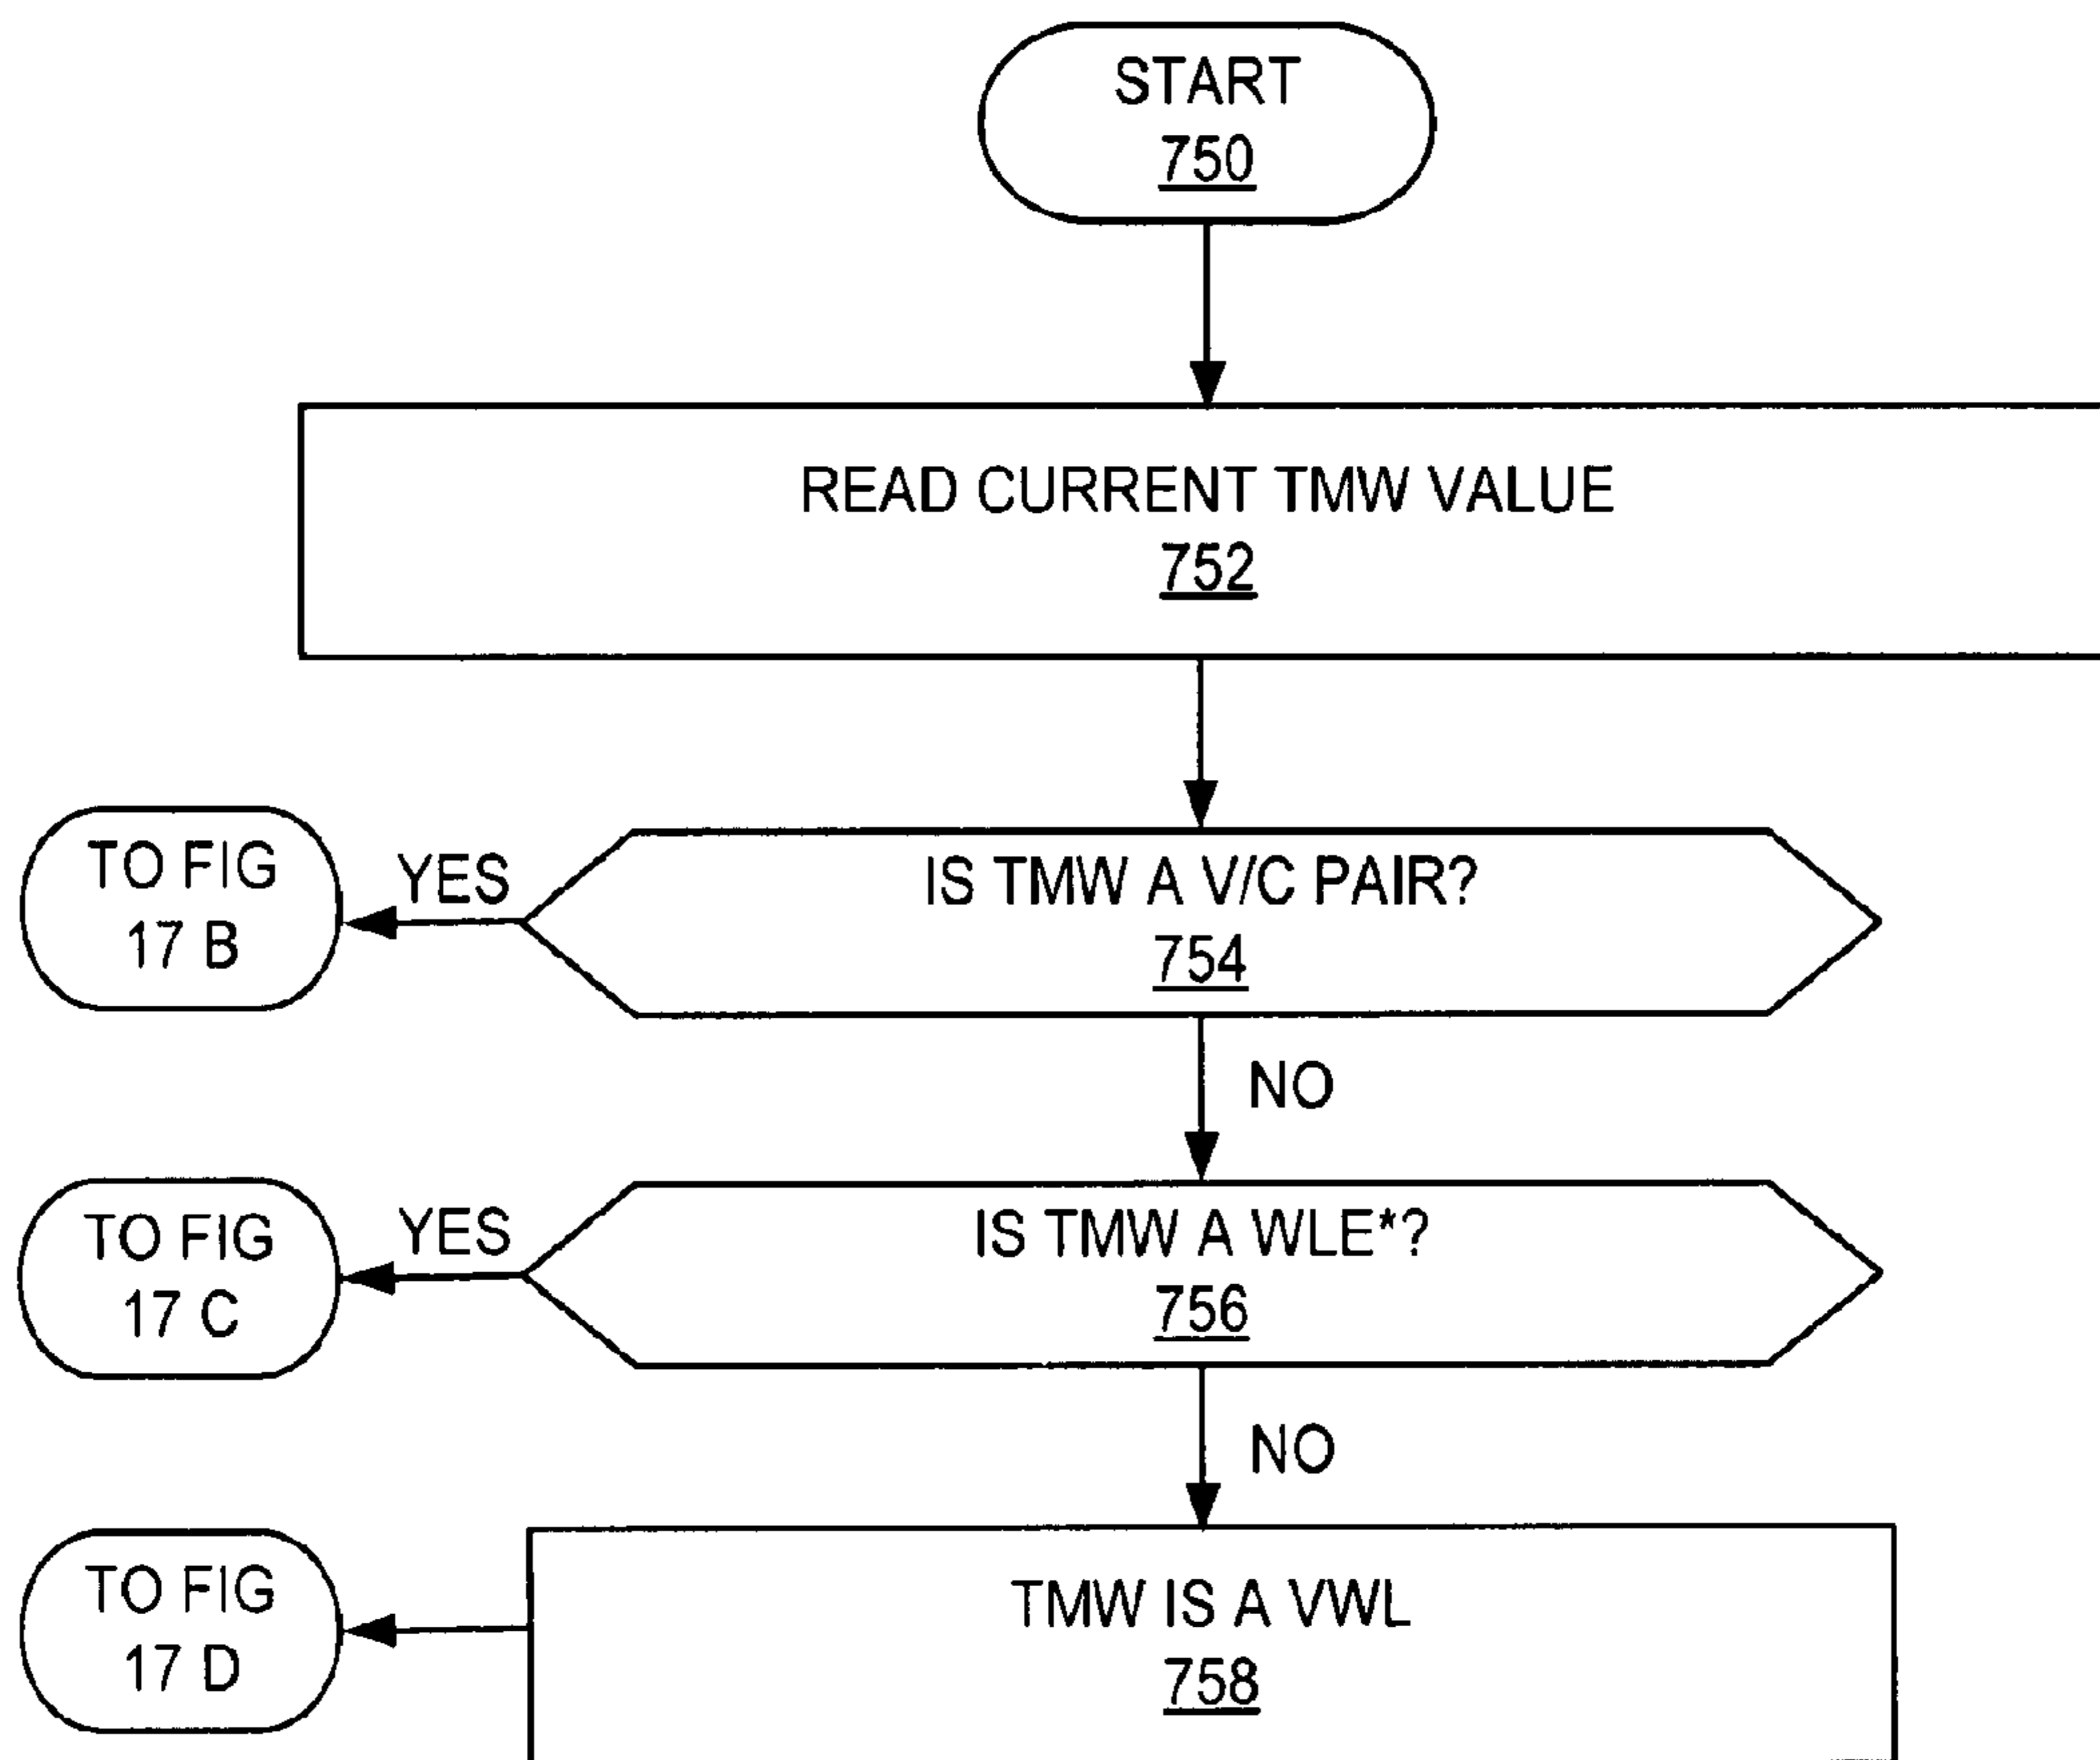 START
750
READ CURRENT TMW VALUE
752
TO FIG
17 B
YES
IS TMW A V/C PAIR?
754
NO
TO FIG
17 C
YES
IS TMW A WLE*?
756
NO
TO FIG
17 D
TMW IS A VWL
758